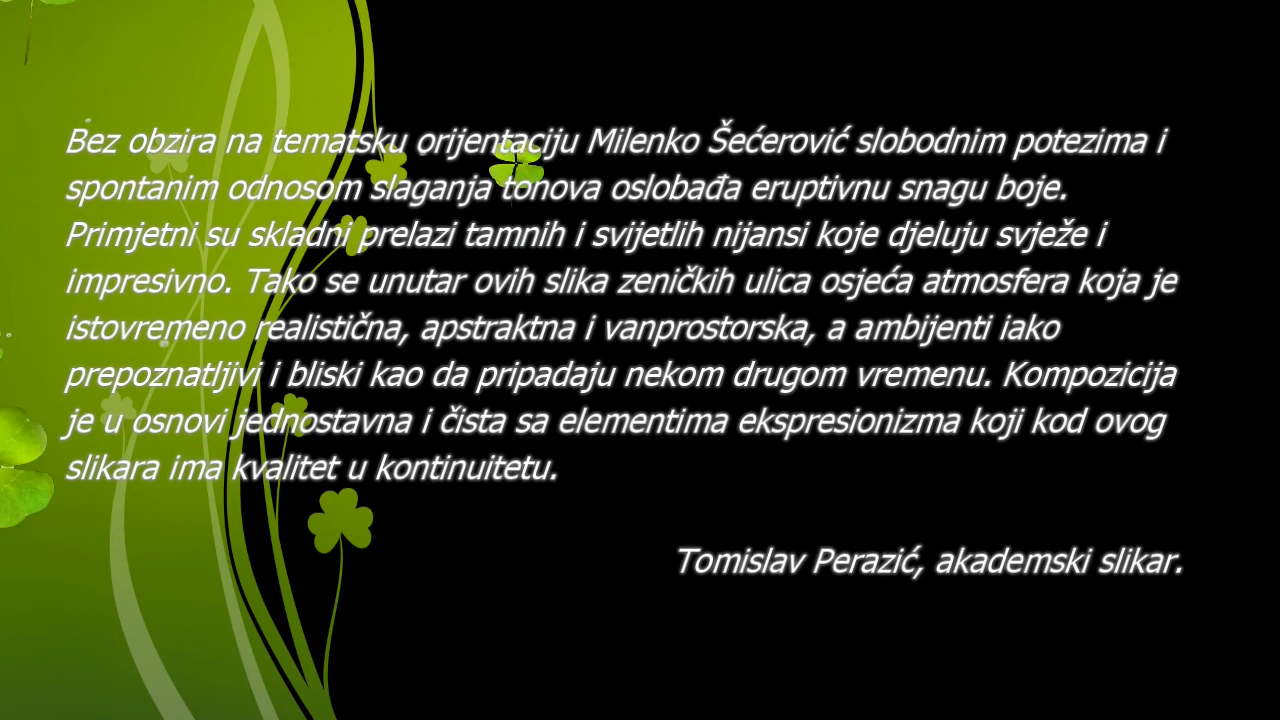 Bez obzira na tematsku orijentaciju Milenko Šećerović slobodnim potezima i
spontanim odnosom slaganja tonova oslobađa eruptivnu snagu boje.
Primjetni su skladni prelazi tamnih i svijetlih nijansi koje djeluju svježe i
impresivno. Tako se unutar ovih slika zeničkih ulica osjeća atmosfera koja je
istovremeno realistična, apstraktna i vanprostorska, a ambijenti iako
prepoznatljivi i bliski kao da pripadaju nekom drugom vremenu. Kompozicija
je u osnovi jednostavna i čista sa elementima ekspresionizma koji kod ovog
slikara ima kvalitet u kontinuitetu.
Tomislav Perazić, akademski slikar.